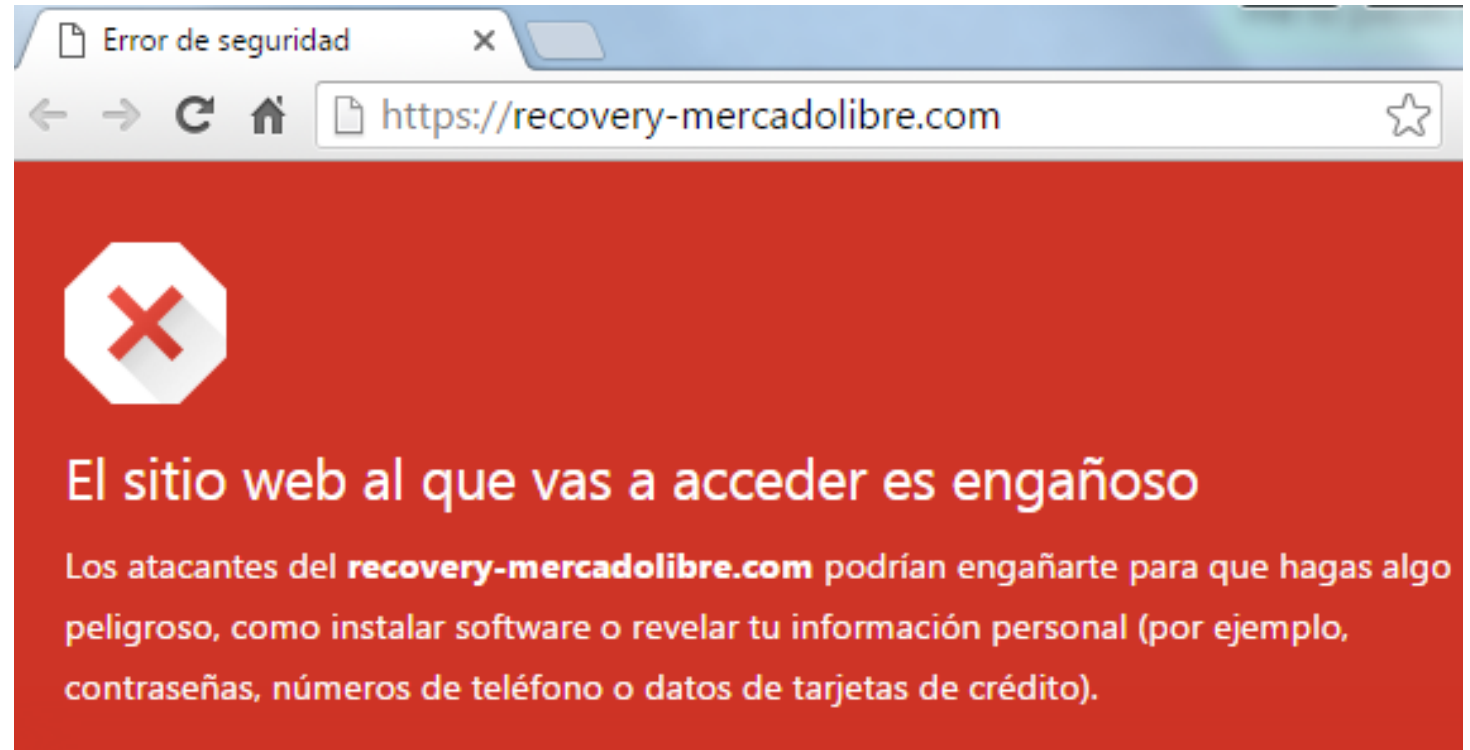 Error de seguridad
https://recovery-mercadolibre.com
El sitio web al que vas a acceder es engañoso
Los atacantes del recovery-mercadolibre.com podrían engañarte para que hagas algo
peligroso, como instalar software o revelar tu información personal (por ejemplo,
contraseñas, números de teléfono o datos de tarjetas de crédito).